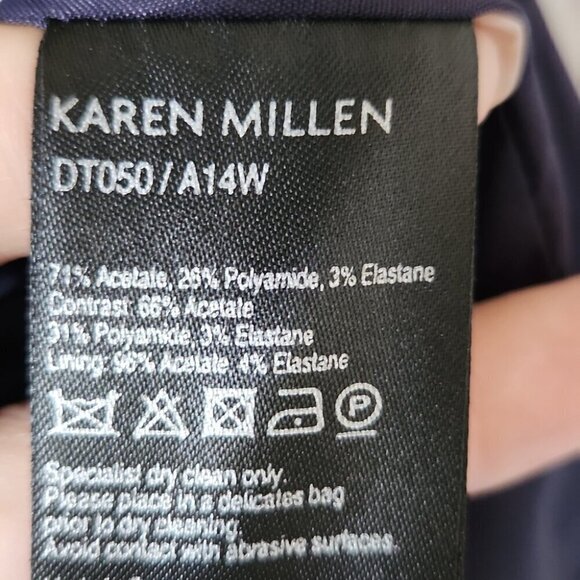 KAREN MILLEN
DT050/A14W
71% Acetate, 26% Polyamide, 3% Elastane
Contrast: 66% Acetate
31% Polyamide, 3% Elastane
Lining: 96% Acetate, 4% Elastane
P
Specialist dry clean only.
Please place in a delicates bag
prior to dry cleaning.
Avoid contact with abrasive surfaces.